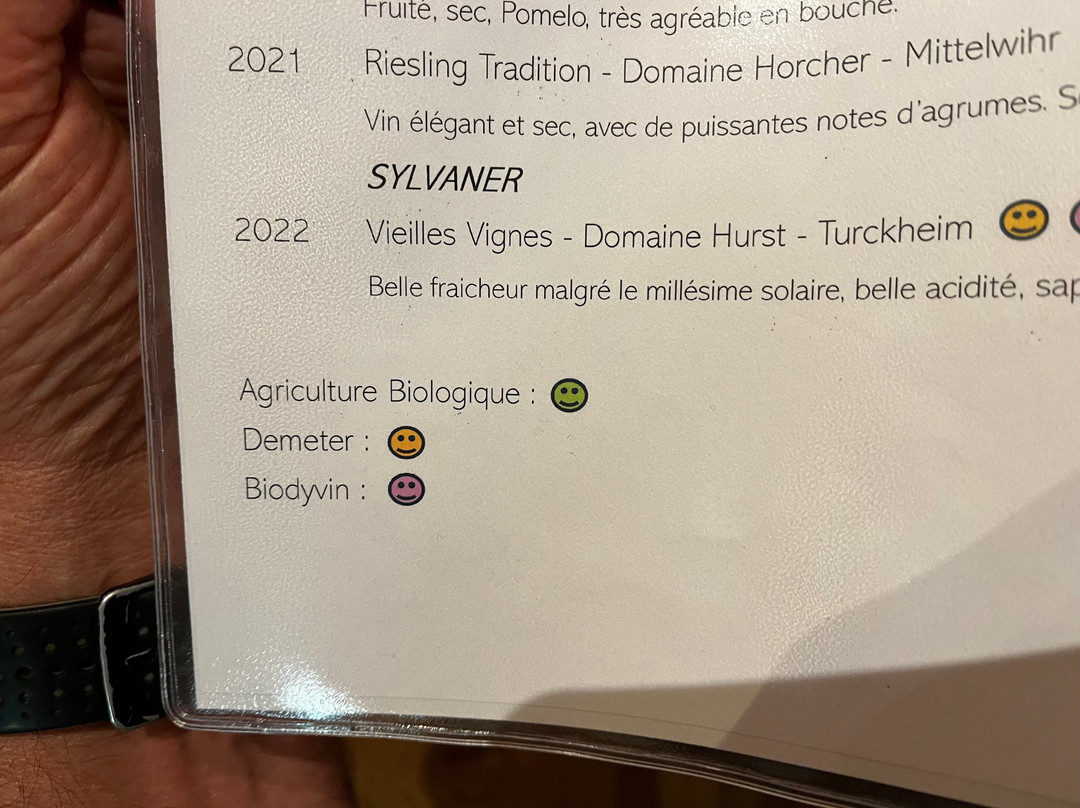 Fruité, sec, Pomelo, très agréable en bouche.
2021 Riesling Tradition - Domaine Horcher - Mittelwihr
Vin élégant et sec, avec de puissantes notes d'agrumes.
SYLVANER
2022 Vieilles Vignes - Domaine Hurst - Turckheim
Belle fraicheur malgré le millésime solaire, belle acidité,
Agriculture Biologique :
Demeter :
Biodyvin :